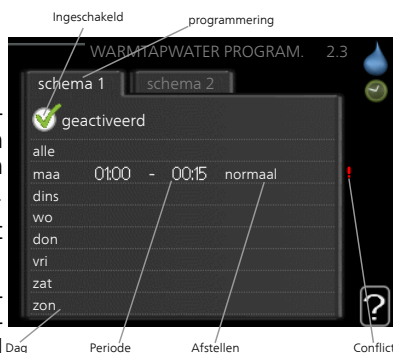 Ingeschakeld
programmering
WARMTAPWATER PROGRAM. 2.3
schema 1 schema 2
geactiveerd
alle
maa 01:00 - 00:15 normaal !
dins
wo
don
vri
zat
zon
?
Dag Periode Afstellen Conflict